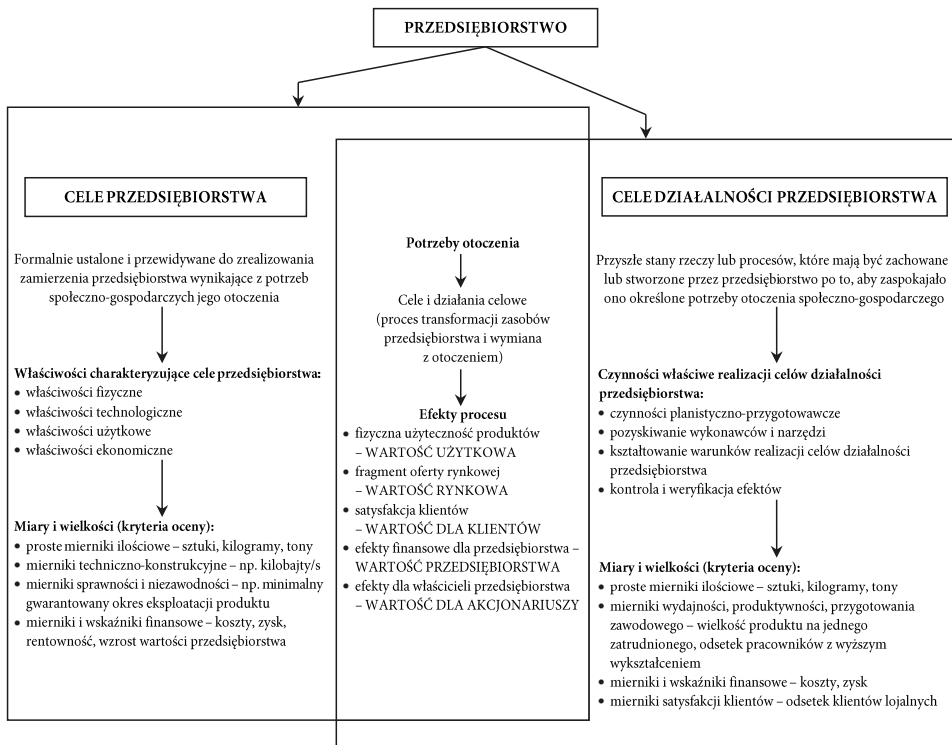 PRZEDSIĘBIORSTWO
CELE PRZEDSIĘBIORSTWA
Formalnie ustalone i przewidywane do zrealizowania
zamierzenia przedsiębiorstwa wynikające z potrzeb
społeczno-gospodarczych jego otoczenia
Właściwości charakteryzujące cele przedsiębiorstwa:
• właściwości fizyczne
• właściwości technologiczne
• właściwości użytkowe
• właściwości ekonomiczne
Miary i wielkości (kryteria oceny):
• proste mierniki ilościowe – sztuki, kilogramy, tony
• mierniki techniczno-konstrukcyjne – np. kilobajty/s
• mierniki sprawności i niezawodności – np. minimalny
gwarantowany okres eksploatacji produktu
• mierniki i wskaźniki finansowe – koszty, zysk,
rentowność, wzrost wartości przedsiębiorstwa
Potrzeby otoczenia
Cele i działania celowe
(proces transformacji zasobów
przedsiębiorstwa i wymiana
z otoczeniem)
Efekty procesu
• fizyczna użyteczność produktów
– WARTOŚĆ UŻYTKOWA
• fragment oferty rynkowej
– WARTOŚĆ RYNKOWA
• satysfakcja klientów
– WARTOŚĆ DLA KLIENTÓW
• efekty finansowe dla przedsiębiorstwa –
WARTOŚĆ PRZEDSIĘBIORSTWA
• efekty dla właścicieli przedsiębiorstwa
– WARTOŚĆ DLA AKCJONARIUSZY
CELE DZIAŁALNOŚCI PRZEDSIĘBIORSTWA
Przyszłe stany rzeczy lub procesów, które mają być zachowane
lub stworzone przez przedsiębiorstwo po to, aby zaspokajało
ono określone potrzeby otoczenia społeczno-gospodarczego
Czynności właściwe realizacji celów działalności
przedsiębiorstwa:
• czynności planistyczno-przygotowawcze
• pozyskiwanie wykonawców i narzędzi
• kształtowanie warunków realizacji celów działalności
przedsiębiorstwa
• kontrola i weryfikacja efektów
Miary i wielkości (kryteria oceny):
• proste mierniki ilościowe – sztuki, kilogramy, tony
• mierniki wydajności, produktywności, przygotowania
zawodowego – wielkość produktu na jednego
zatrudnionego, odsetek pracowników z wyższym
wykształceniem
• mierniki i wskaźniki finansowe – koszty, zysk
• mierniki satysfakcji klientów – odsetek klientów lojalnych